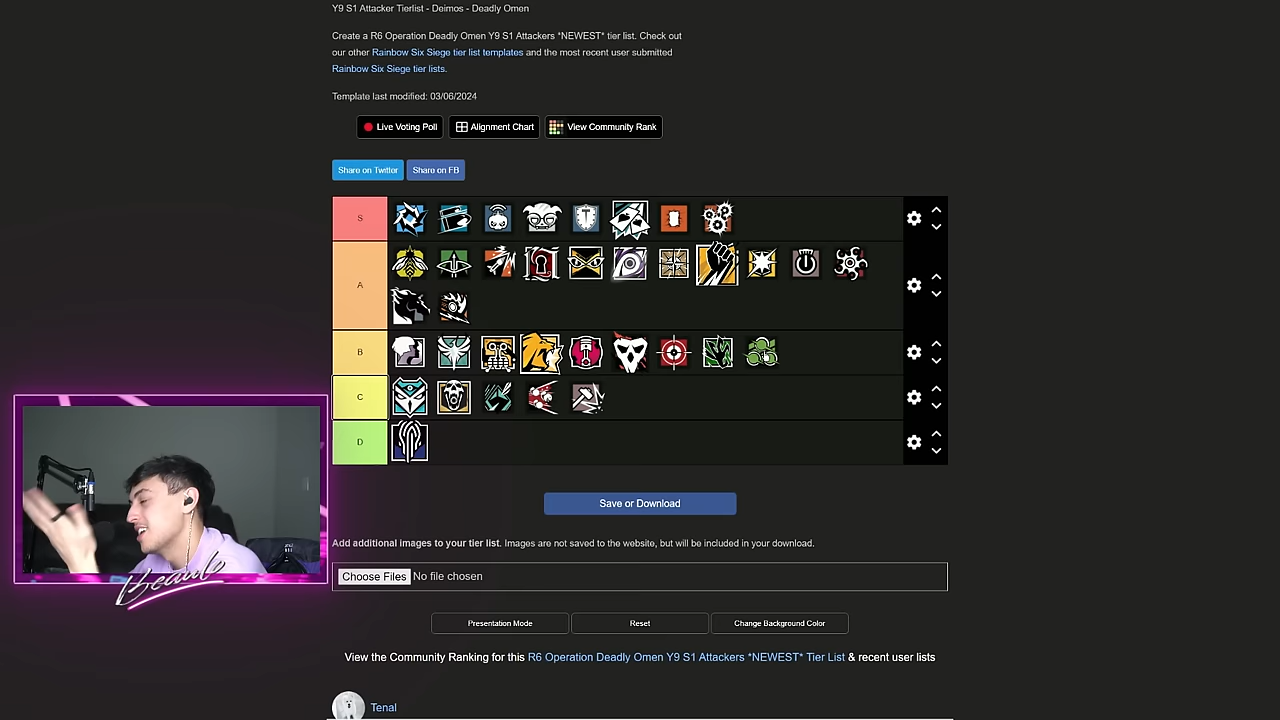 Y9 S1 Attacker Tierlist - Deimos - Deadly Omen
Create a R6 Operation Deadly Omen Y9 S1 Attackers *NEWEST* tier list. Check out
our other Rainbow Six Siege tier list templates and the most recent user submitted
Rainbow Six Siege tier lists.
Template last modified: 03/06/2024
Live Voting Poll
Alignment Chart
View Community Rank
Share on Twitter
Share on FB
S
A
B
C
D
Beaulo
Save or Download
Add additional images to your tier list. Images are not saved to the website, but will be included in your download.
Choose Files No file chosen
Presentation Mode
Reset
Change Background Color
View the Community Ranking for this R6 Operation Deadly Omen Y9 S1 Attackers *NEWEST* Tier List & recent user lists
Tenal